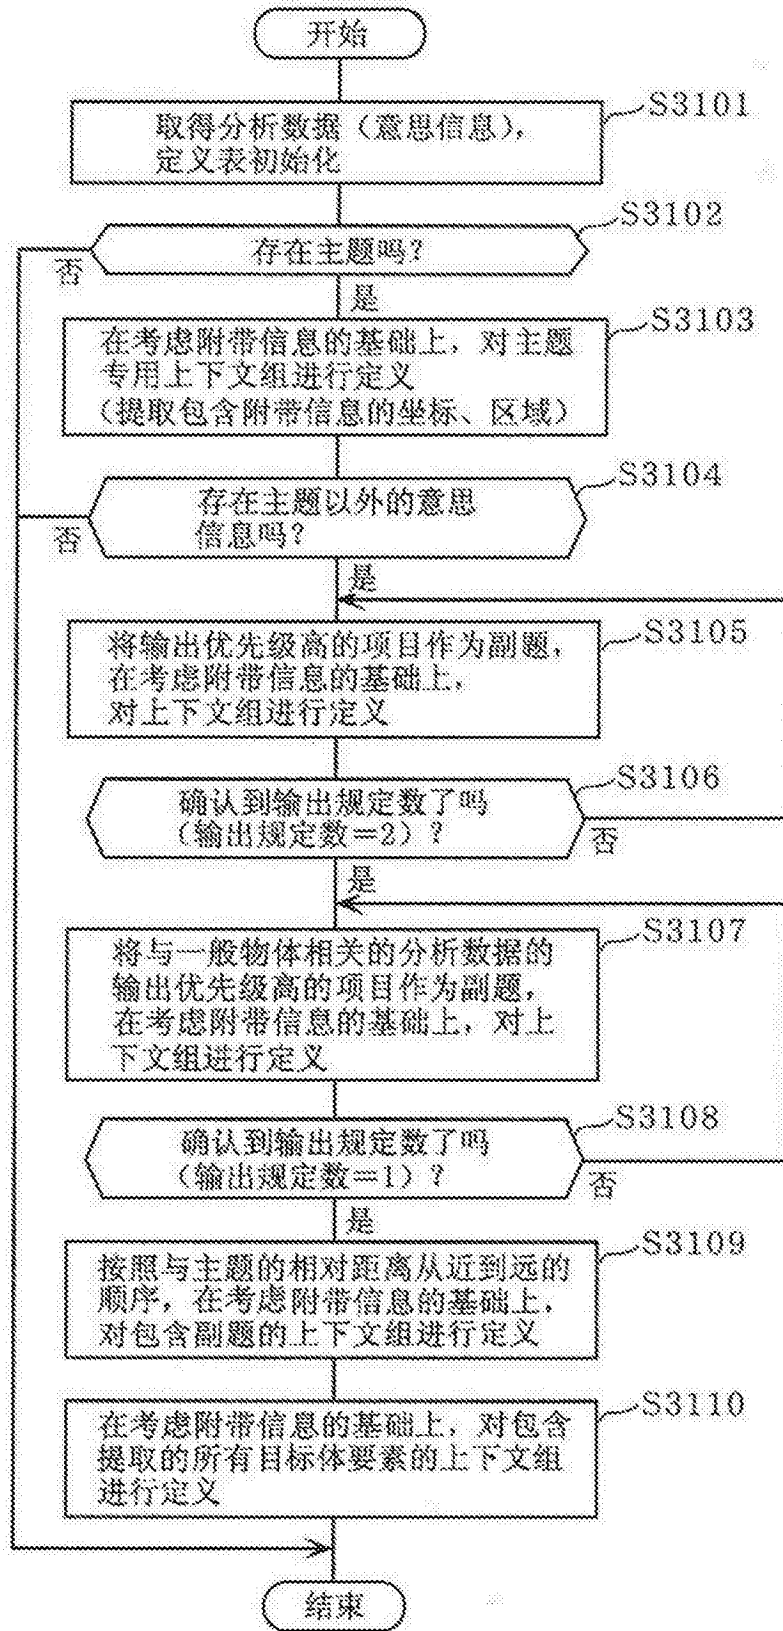 开始
S3101
取得分析数据（意思信息），
定义表初始化
S3102
存在主题吗？
否
是
S3103
在考虑附带信息的基础上，对主题
专用上下文组进行定义
（提取包含附带信息的坐标、区域）
S3104
存在主题以外的意思
信息吗？
否
是
S3105
将输出优先级高的项目作为副题，
在考虑附带信息的基础上，
对上下文组进行定义
S3106
确认到输出规定数了吗
（输出规定数＝2）？
否
是
S3107
将与一般物体相关的分析数据的
输出优先级高的项目作为副题，
在考虑附带信息的基础上，对上
下文组进行定义
S3108
确认到输出规定数了吗
（输出规定数＝1）？
否
是
S3109
按照与主题的相对距离从近到远的
顺序，在考虑附带信息的基础上，
对包含副题的上下文组进行定义
S3110
在考虑附带信息的基础上，对包含
提取的所有目标体要素的上下文组
进行定义
结束